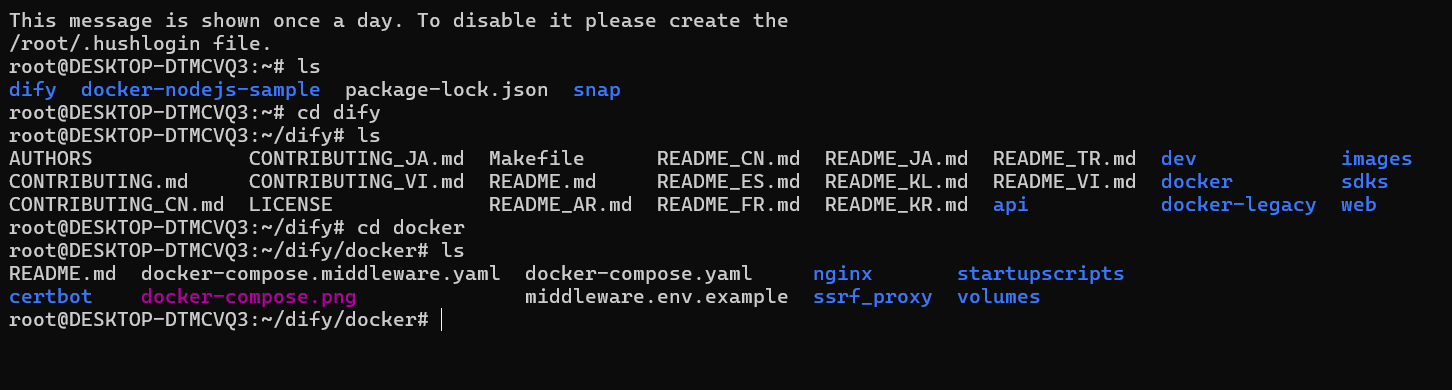 This message is shown once a day. To disable it please create the
/root/.hushlogin file.
root@DESKTOP-DTMCVQ3:~# ls
dify  docker-nodejs-sample  package-lock.json  snap
root@DESKTOP-DTMCVQ3:~# cd dify
root@DESKTOP-DTMCVQ3:~/dify# ls
AUTHORS             CONTRIBUTING_JA.md  Makefile      README_CN.md  README_JA.md  README_TR.md  dev            images
CONTRIBUTING.md     CONTRIBUTING_VI.md  README.md     README_ES.md  README_KL.md  README_VI.md  docker         sdks
CONTRIBUTING_CN.md  LICENSE             README_AR.md  README_FR.md  README_KR.md  api           docker-legacy  web
root@DESKTOP-DTMCVQ3:~/dify# cd docker
root@DESKTOP-DTMCVQ3:~/dify/docker# ls
README.md  docker-compose.middleware.yaml  docker-compose.yaml     nginx       startupscripts
certbot    docker-compose.png              middleware.env.example  ssrf_proxy  volumes
root@DESKTOP-DTMCVQ3:~/dify/docker#